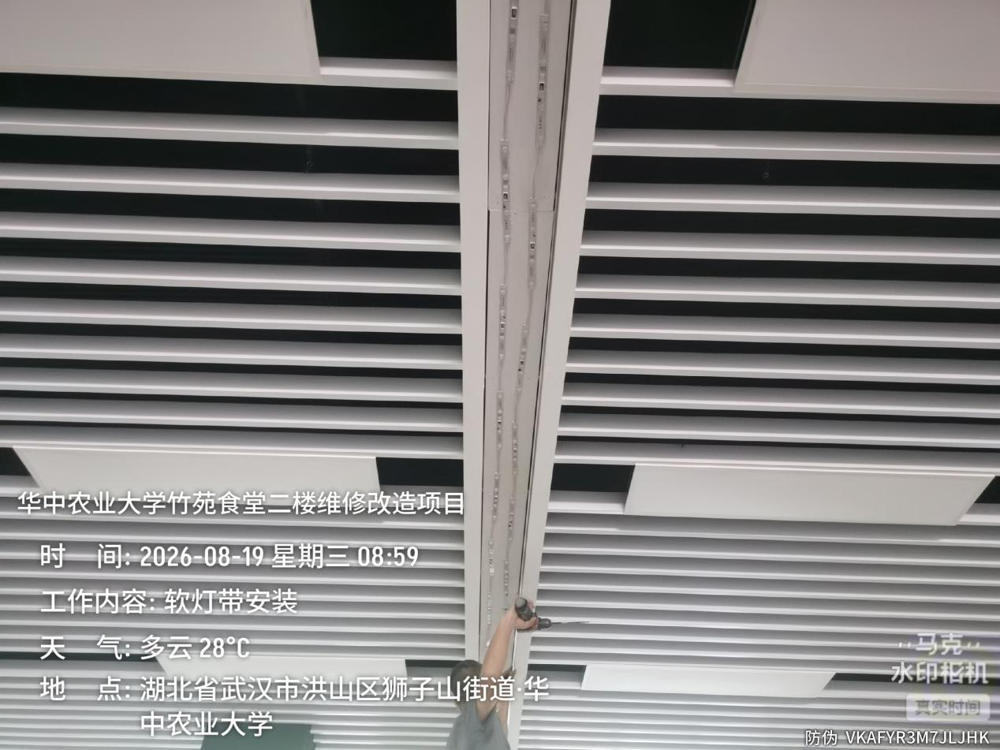 华中农业大学竹苑食堂二楼维修改造项目
时 间: 2026-08-19 星期三 08:59
工作内容: 软灯带安装
天 气: 多云 28°C
地 点: 湖北省武汉市洪山区狮子山街道·华
中农业大学
马克
水印相机
真实时间
防伪 VKAFYR3M7JLJHK